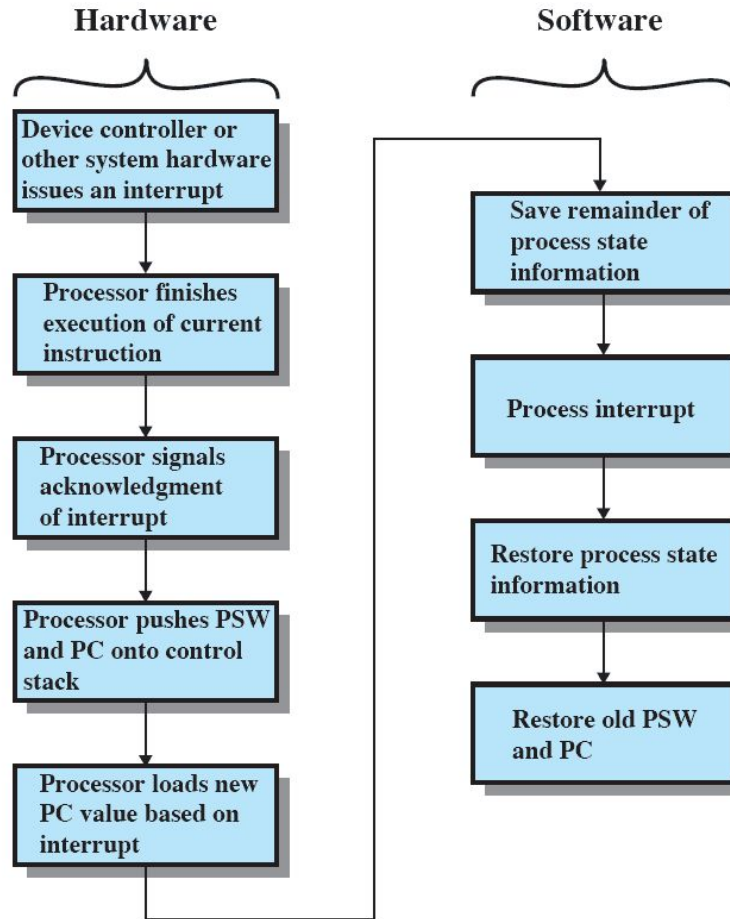 Hardware
Device controller or
other system hardware
issues an interrupt
Processor finishes
execution of current
instruction
Processor signals
acknowledgment
of interrupt
Processor pushes PSW
and PC onto control
stack
Processor loads new
PC value based on
interrupt
Software
Save remainder of
process state
information
Process interrupt
Restore process state
information
Restore old PSW
and PC